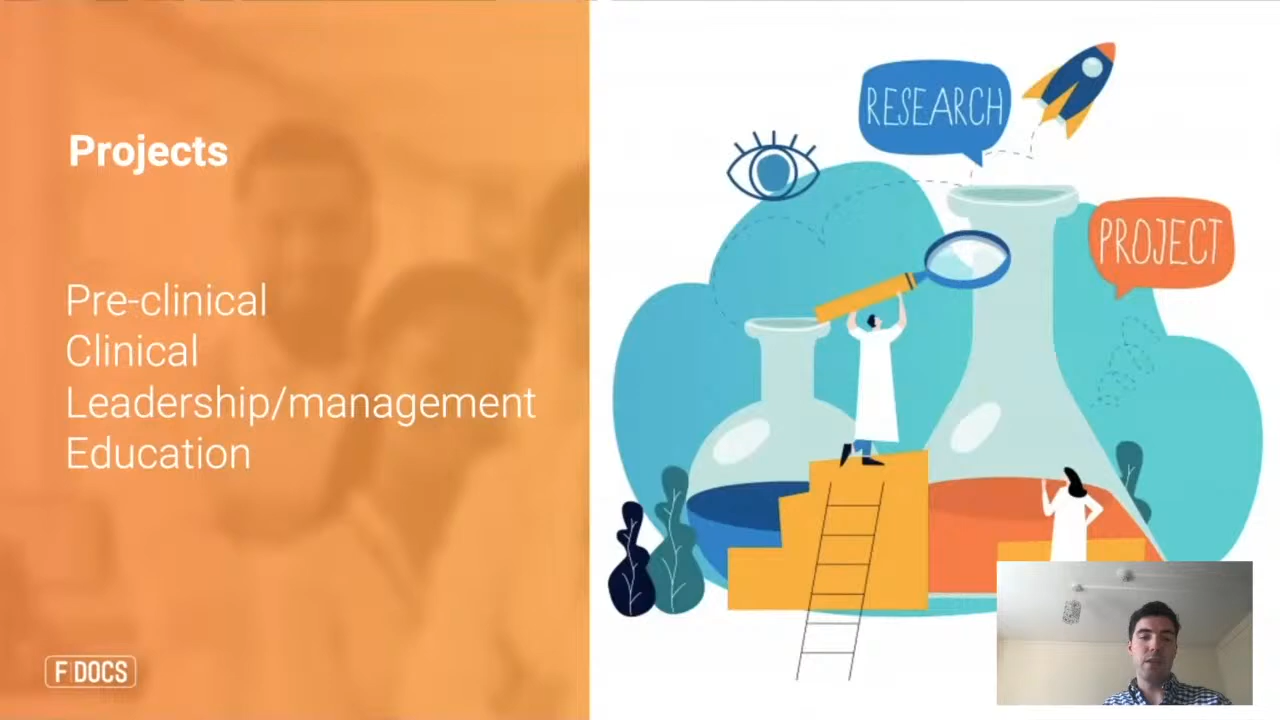 Projects
Pre-clinical
Clinical
Leadership/management
Education
F DOCS
RESEARCH
PROJECT